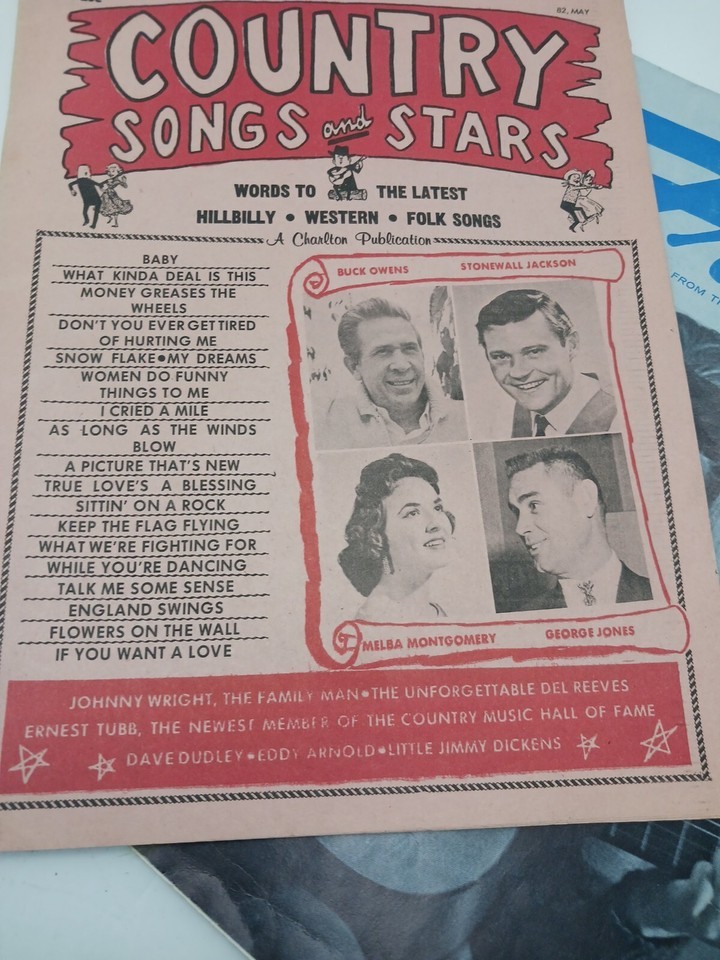 82, MAY
COUNTRY
SONGS and STARS
WORDS TO THE LATEST
HILLBILLY • WESTERN • FOLK SONGS
A Charlton Publication
BABY
WHAT KINDA DEAL IS THIS
MONEY GREASES THE
WHEELS
DON'T YOU EVER GET TIRED
OF HURTING ME
SNOW FLAKE • MY DREAMS
WOMEN DO FUNNY
THINGS TO ME
I CRIED A MILE
AS LONG AS THE WINDS
BLOW
A PICTURE THAT'S NEW
TRUE LOVE'S A BLESSING
SITTIN' ON A ROCK
KEEP THE FLAG FLYING
WHAT WE'RE FIGHTING FOR
WHILE YOU'RE DANCING
TALK ME SOME SENSE
ENGLAND SWINGS
FLOWERS ON THE WALL
IF YOU WANT A LOVE
BUCK OWENS STONEWALL JACKSON
MELBA MONTGOMERY GEORGE JONES
JOHNNY WRIGHT, THE FAMILY MAN • THE UNFORGETTABLE DEL REEVES
ERNEST TUBB, THE NEWEST MEMBER OF THE COUNTRY MUSIC HALL OF FAME
DAVE DUDLEY • EDDY ARNOLD • LITTLE JIMMY DICKENS
FROM